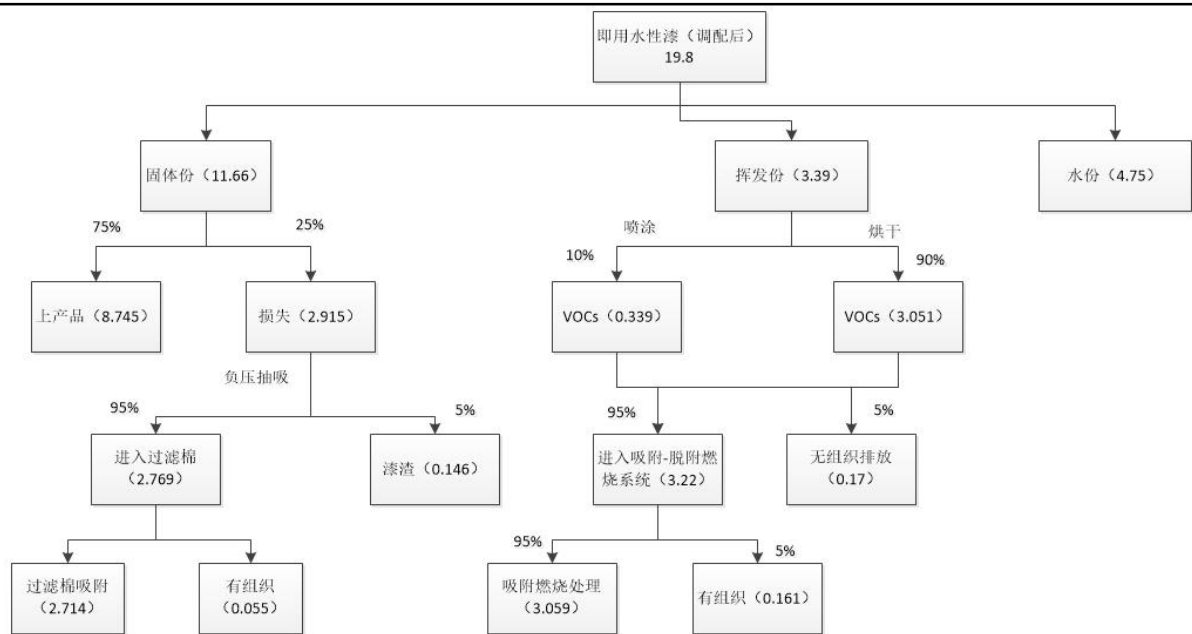 即用水性漆（调配后）
19.8
固体份（11.66）
挥发份（3.39）
水份（4.75）
75%
25%
喷涂
烘干
10%
90%
上产品（8.745）
损失（2.915）
VOCs（0.339）
VOCs（3.051）
负压抽吸
95%
5%
95%
5%
进入过滤棉
（2.769）
漆渣（0.146）
进入吸附-脱附燃
烧系统（3.22）
无组织排放
（0.17）
95%
5%
过滤棉吸附
（2.714）
有组织
（0.055）
吸附燃烧处理
（3.059）
有组织（0.161）